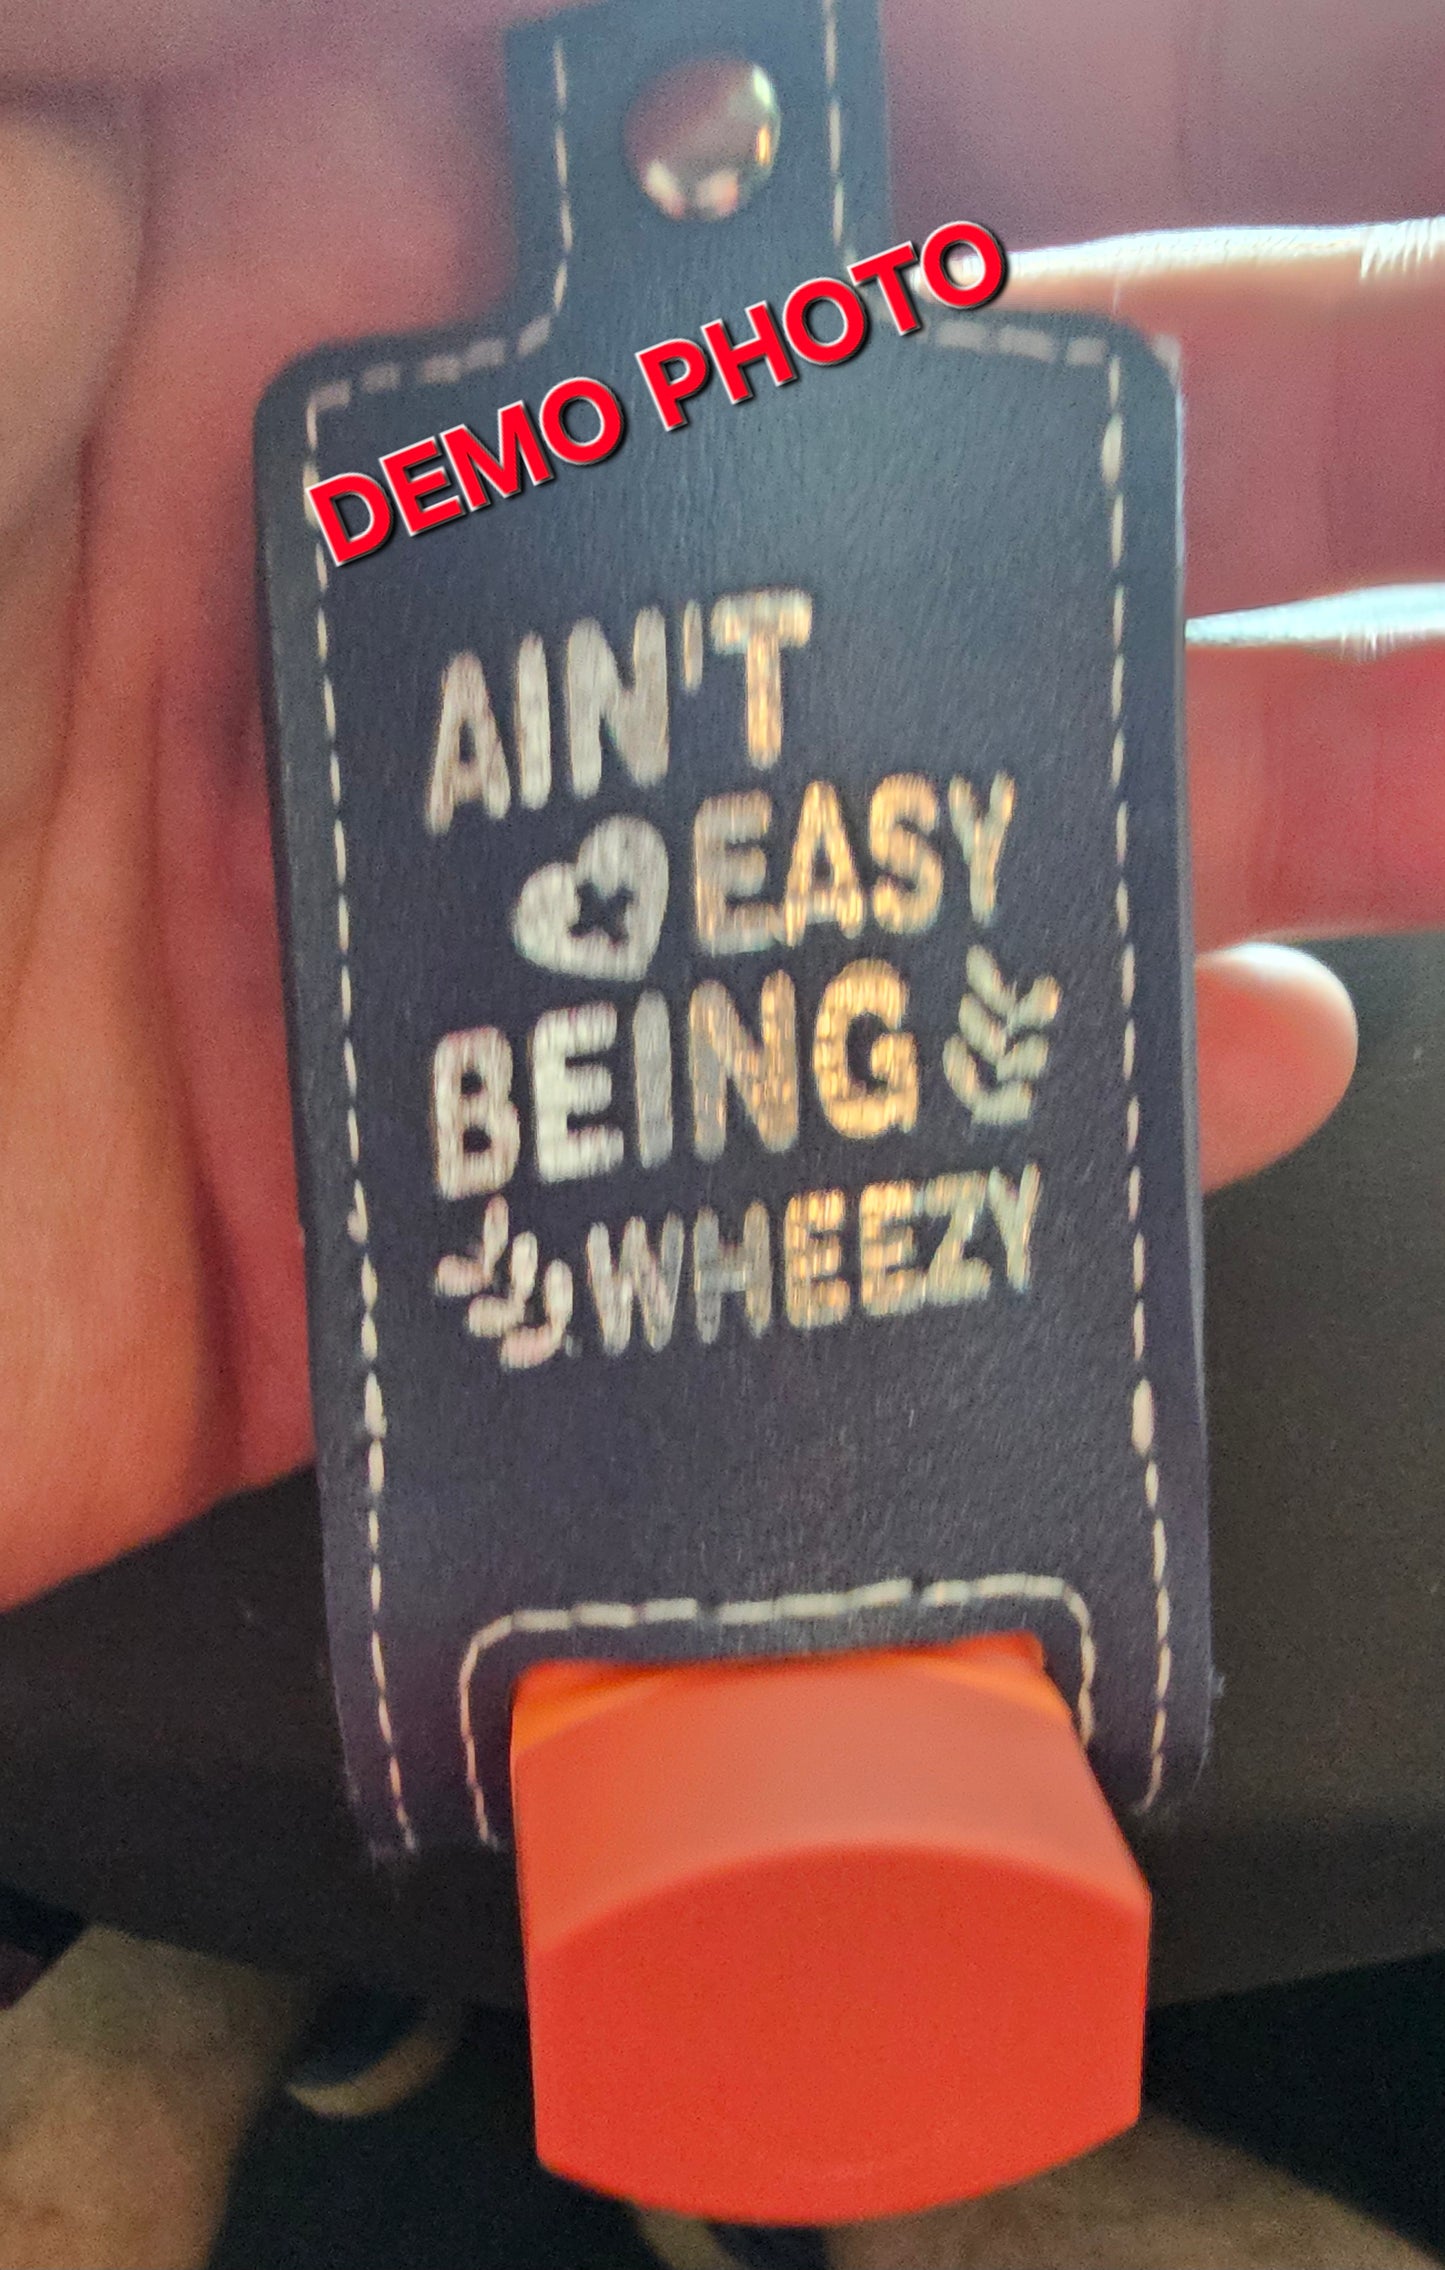 DEMO PHOTO
AIN'T
EASY
BEING
WHEEZY